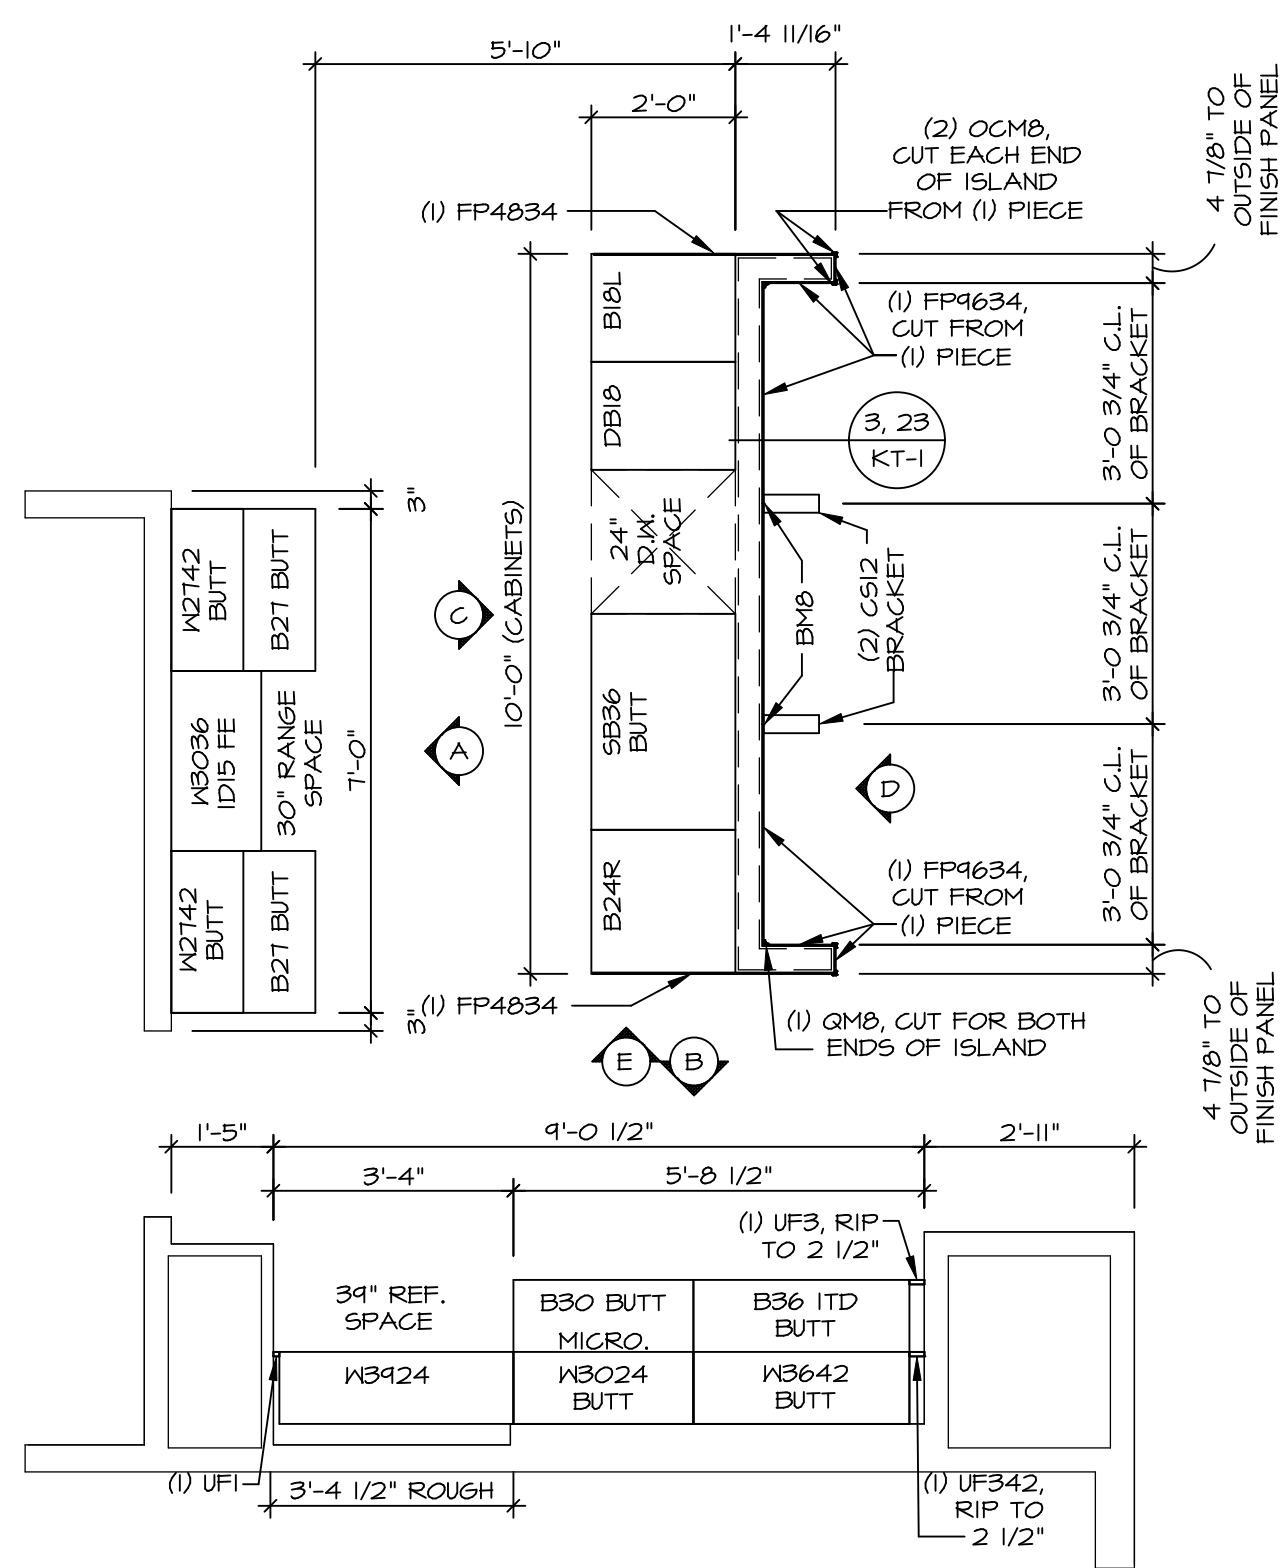 5'-10"
1'-4 11/16"
2'-0"
(2) OCM8,
CUT EACH END
OF ISLAND
FROM (1) PIECE
4 7/8" TO
OUTSIDE OF
FINISH PANEL
(1) FP4834
B18L
(1) FP9634,
CUT FROM
(1) PIECE
3'-0 3/4" C.L.
OF BRACKET
DB18
3, 23
KT-1
3"
24"
D.W.
SPACE
10'-0" (CABINETS)
W2742
BUTT
B27 BUTT
C
BM8
(2) CS12
BRACKET
3'-0 3/4" C.L.
OF BRACKET
W3036
1D15 FE
30" RANGE
SPACE
7'-0"
A
SB36
BUTT
D
3'-0 3/4" C.L.
OF BRACKET
W2742
BUTT
B27 BUTT
B24R
(1) FP9634,
CUT FROM
(1) PIECE
3"
(1) FP4834
(1) QM8, CUT FOR BOTH
ENDS OF ISLAND
4 7/8" TO
OUTSIDE OF
FINISH PANEL
E
B
1'-5"
9'-0 1/2"
2'-11"
3'-4"
5'-8 1/2"
(1) UF3, RIP
TO 2 1/2"
39" REF.
SPACE
B30 BUTT
MICRO.
B36 1TD
BUTT
W3924
W3024
BUTT
W3642
BUTT
(1) UF1
3'-4 1/2" ROUGH
(1) UF342,
RIP TO
2 1/2"